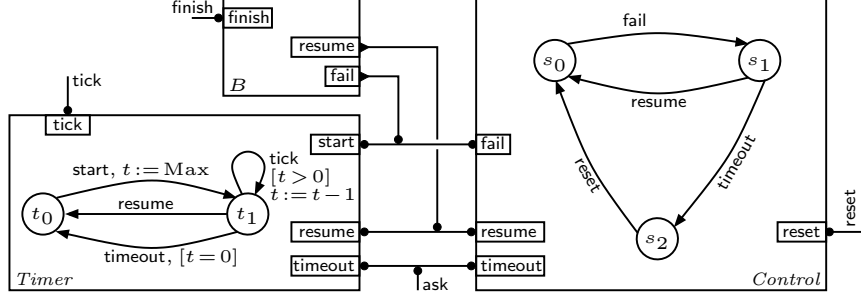 finish
finish
resume
fail
B
tick
tick
start
start, t := Max
tick
[t > 0]
t := t − 1
t0
t1
resume
timeout, [t = 0]
resume
timeout
Timer
ask
fail
s0
s1
resume
fail
reset
timeout
s2
resume
timeout
reset
reset
Control